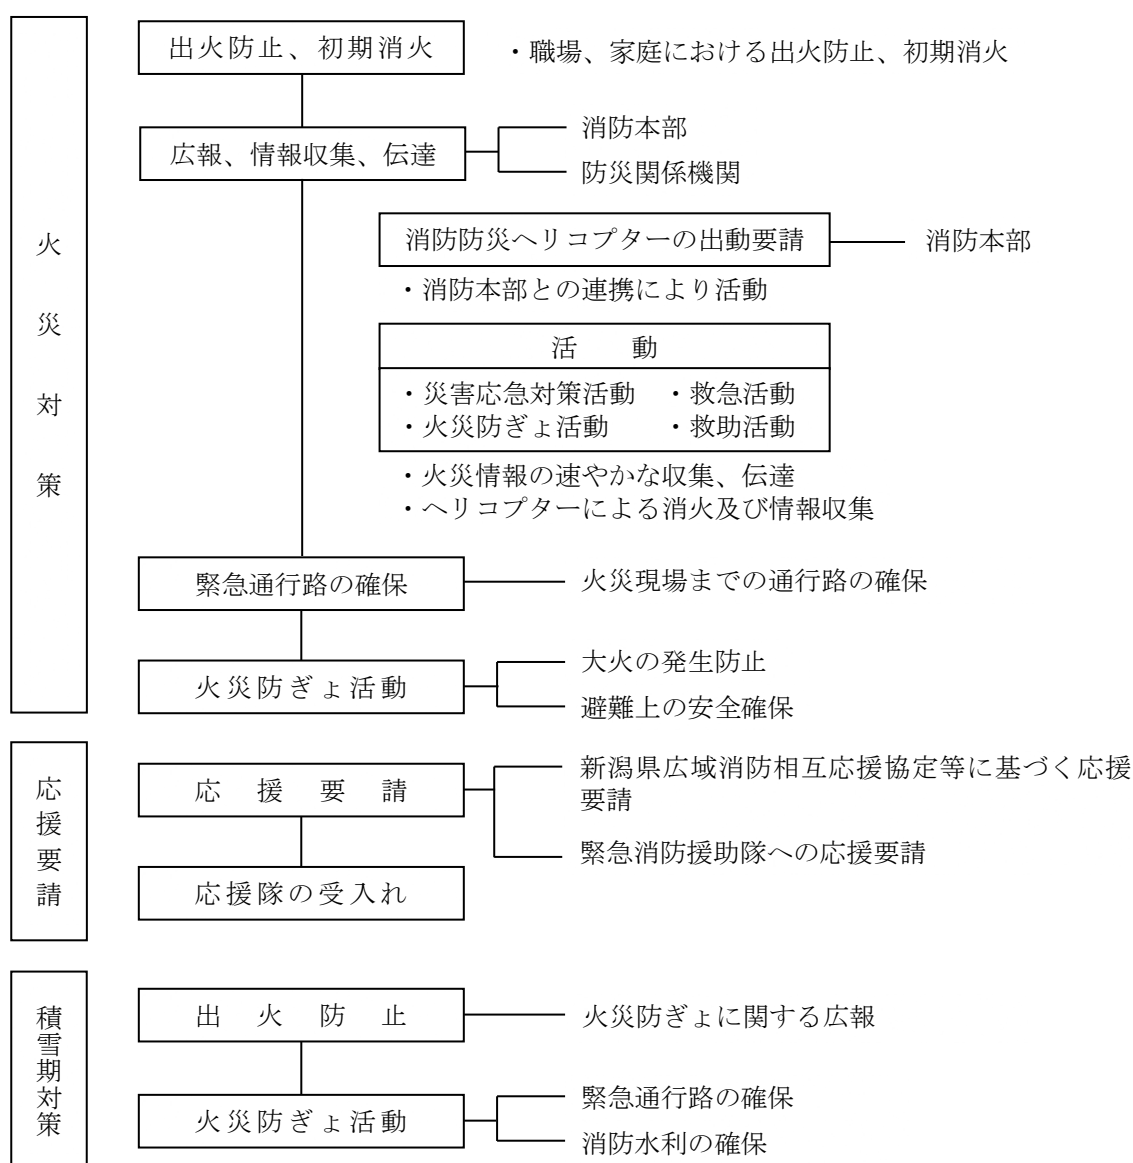 火災対策
出火防止、初期消火
・職場、家庭における出火防止、初期消火
広報、情報収集、伝達
消防本部
防災関係機関
消防防災ヘリコプターの出動要請
消防本部
・消防本部との連携により活動
活　動
・災害応急対策活動　・救急活動
・火災防ぎょ活動　・救助活動
・火災情報の速やかな収集、伝達
・ヘリコプターによる消火及び情報収集
緊急通行路の確保
火災現場までの通行路の確保
火災防ぎょ活動
大火の発生防止
避難上の安全確保
応援要請
応　援　要　請
新潟県広域消防相互応援協定等に基づく応援
要請
緊急消防援助隊への応援要請
応援隊の受入れ
積雪期対策
出　火　防　止
火災防ぎょに関する広報
火災防ぎょ活動
緊急通行路の確保
消防水利の確保